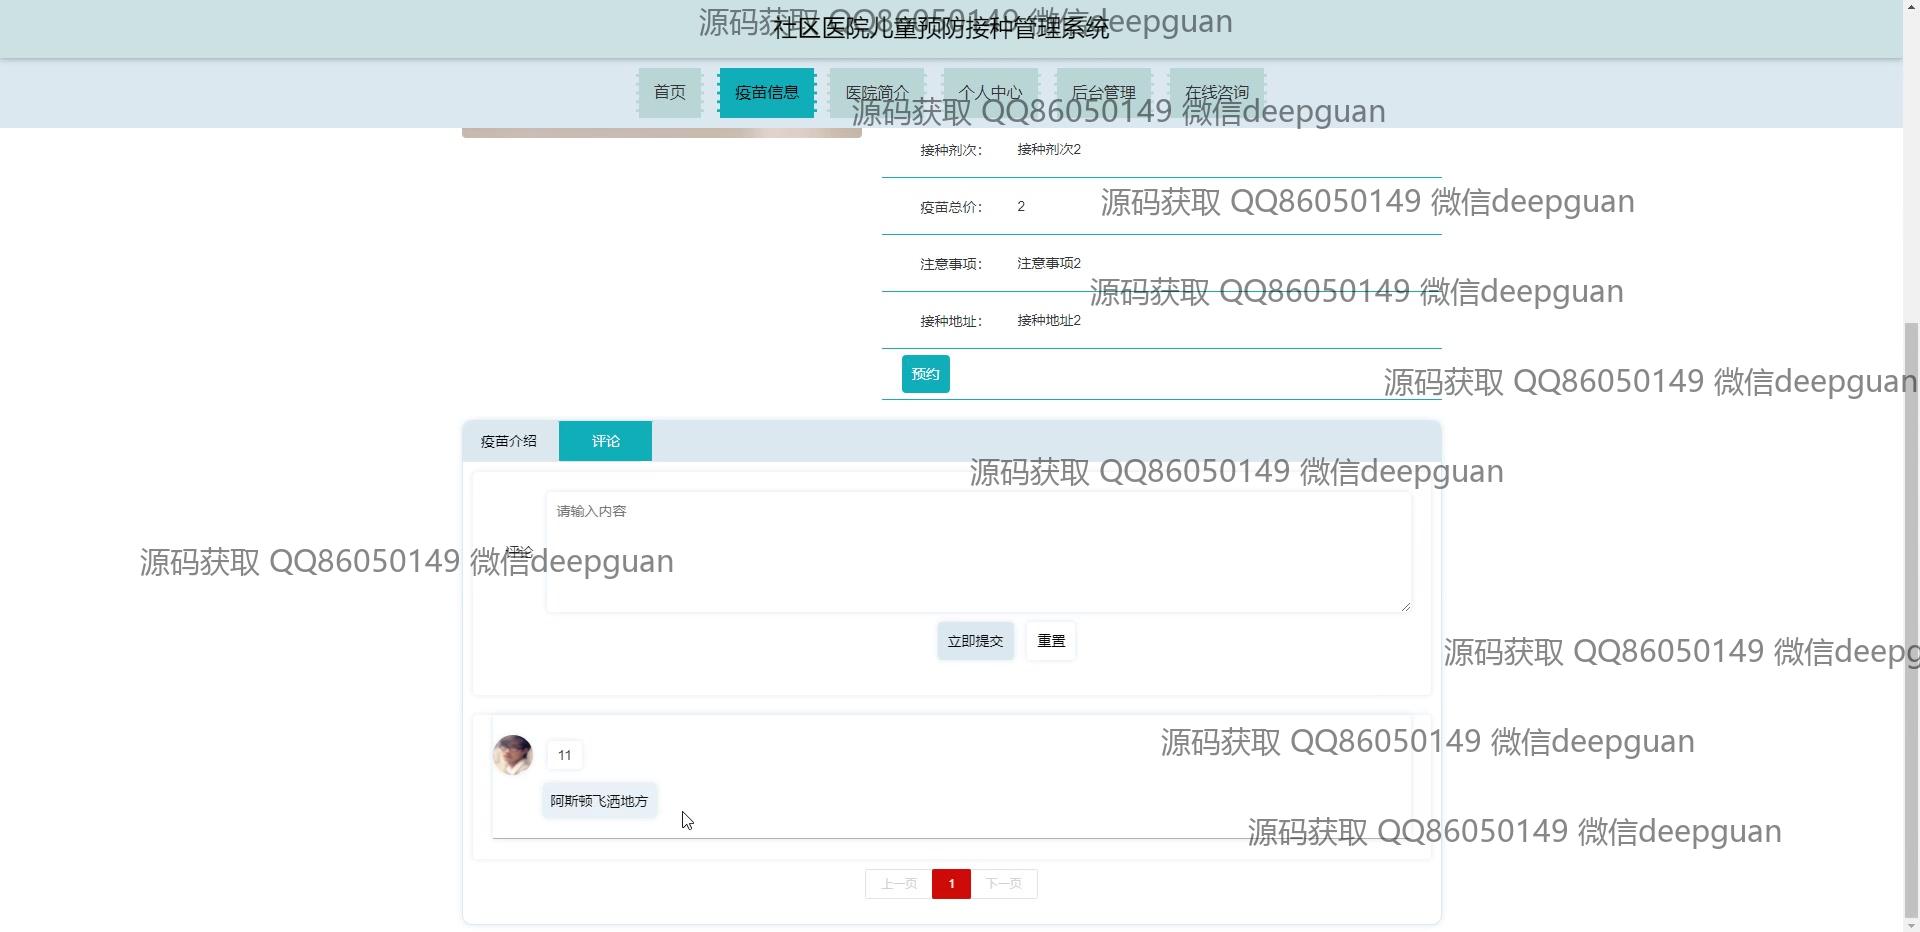 社区医院儿童预防接种管理系统
源码获取 QQ86050149 微信deepguan
首页 疫苗信息 医院简介 个人中心 后台管理 在线咨询
源码获取 QQ86050149 微信deepguan
接种剂次: 接种剂次2
疫苗总价: 2
源码获取 QQ86050149 微信deepguan
注意事项: 注意事项2
源码获取 QQ86050149 微信deepguan
接种地址: 接种地址2
预约
源码获取 QQ86050149 微信deepguan
疫苗介绍 评论
源码获取 QQ86050149 微信deepguan
请输入内容
评论
源码获取 QQ86050149 微信deepguan
立即提交 重置
源码获取 QQ86050149 微信deepg
源码获取 QQ86050149 微信deepguan
11
阿斯顿飞洒地方
源码获取 QQ86050149 微信deepguan
上一页 1 下一页